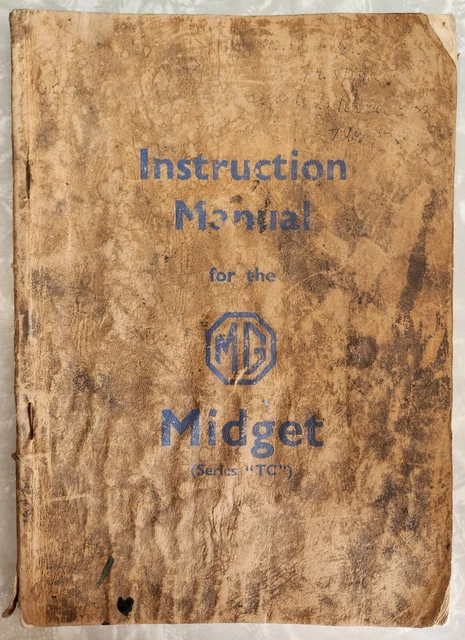 Instruction
Manual
for the
MG
Midget
(Series "TC")